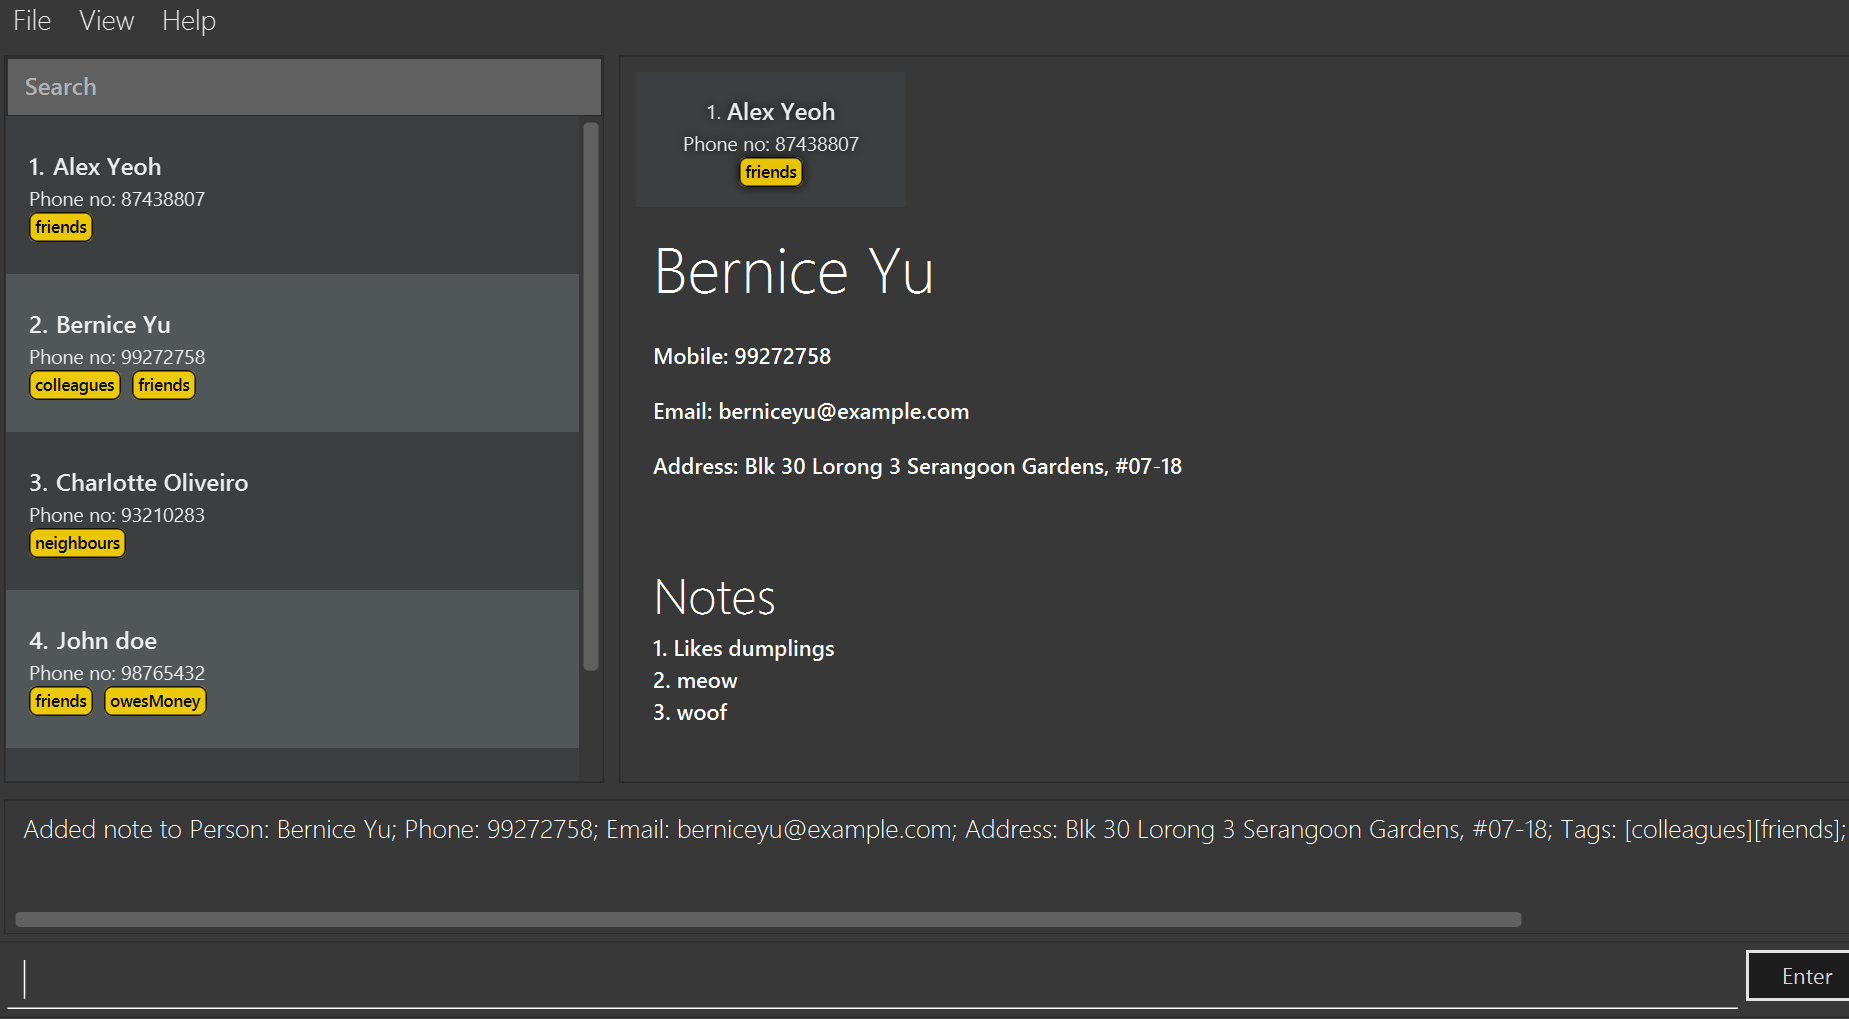 File View Help
Search
1. Alex Yeoh
Phone no: 87438807
friends
2. Bernice Yu
Phone no: 99272758
colleagues friends
3. Charlotte Oliveiro
Phone no: 93210283
neighbours
4. John doe
Phone no: 98765432
friends owesMoney
1. Alex Yeoh
Phone no: 87438807
friends
Bernice Yu
Mobile: 99272758
Email: berniceyu@example.com
Address: Blk 30 Lorong 3 Serangoon Gardens, #07-18
Notes
1. Likes dumplings
2. meow
3. woof
Added note to Person: Bernice Yu; Phone: 99272758; Email: berniceyu@example.com; Address: Blk 30 Lorong 3 Serangoon Gardens, #07-18; Tags: [colleagues][friends];
Enter